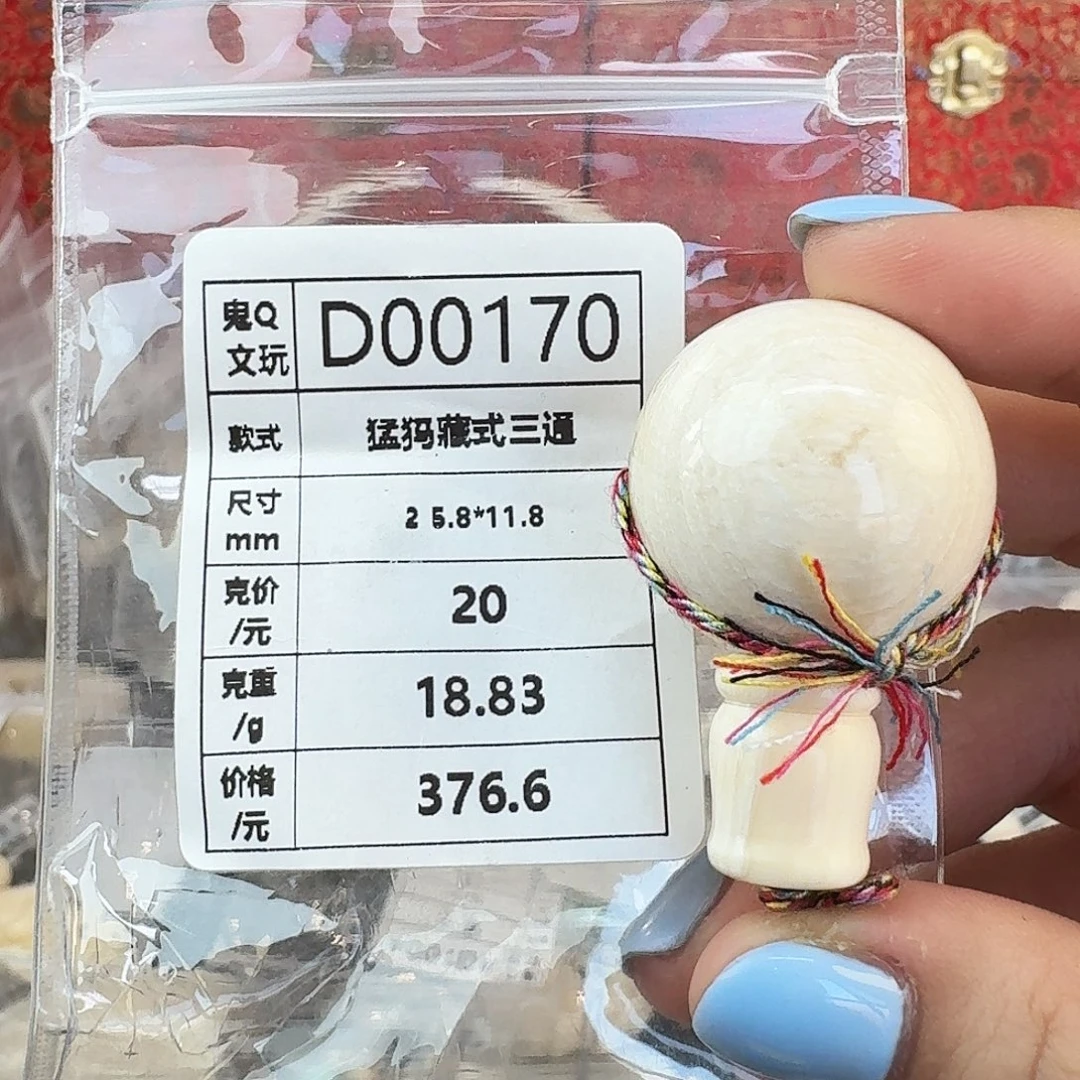 鬼Q
文玩
D00170
款式
猛犸藏式三通
尺寸
mm
2 5.8*11.8
克价
/元
20
克重
/g
18.83
价格
/元
376.6